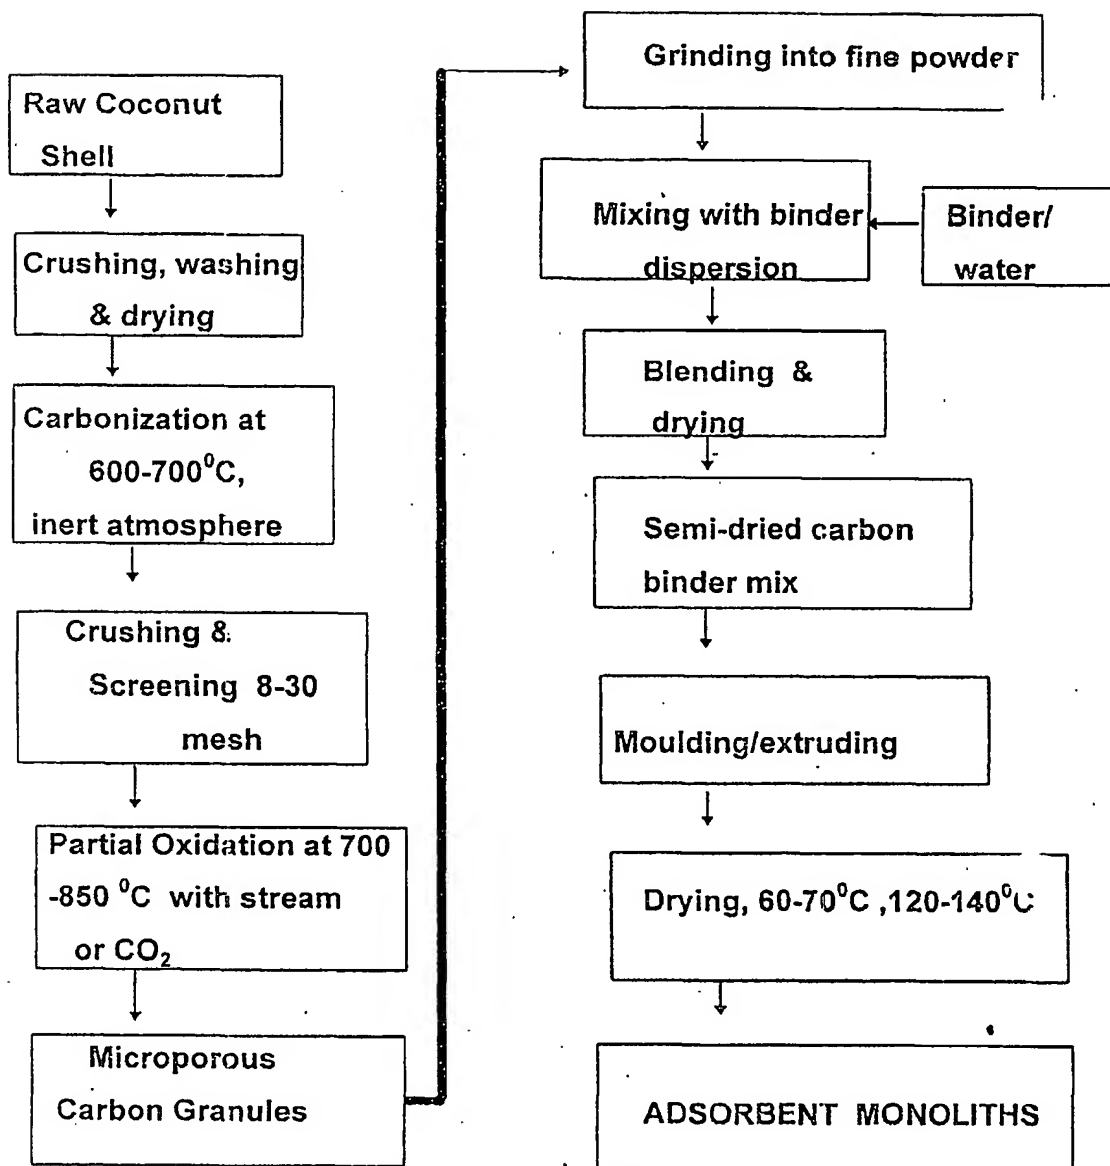 Raw Coconut
Shell
Crushing, washing
& drying
Carbonization at
600-700⁰C,
inert atmosphere
Crushing &
Screening 8-30
mesh
Partial Oxidation at 700
-850 ⁰C with stream
or CO₂
Microporous
Carbon Granules
Grinding into fine powder
Mixing with binder
dispersion
Binder/
water
Blending &
drying
Semi-dried carbon
binder mix
Moulding/extruding
Drying, 60-70⁰C ,120-140⁰C
ADSORBENT MONOLITHS